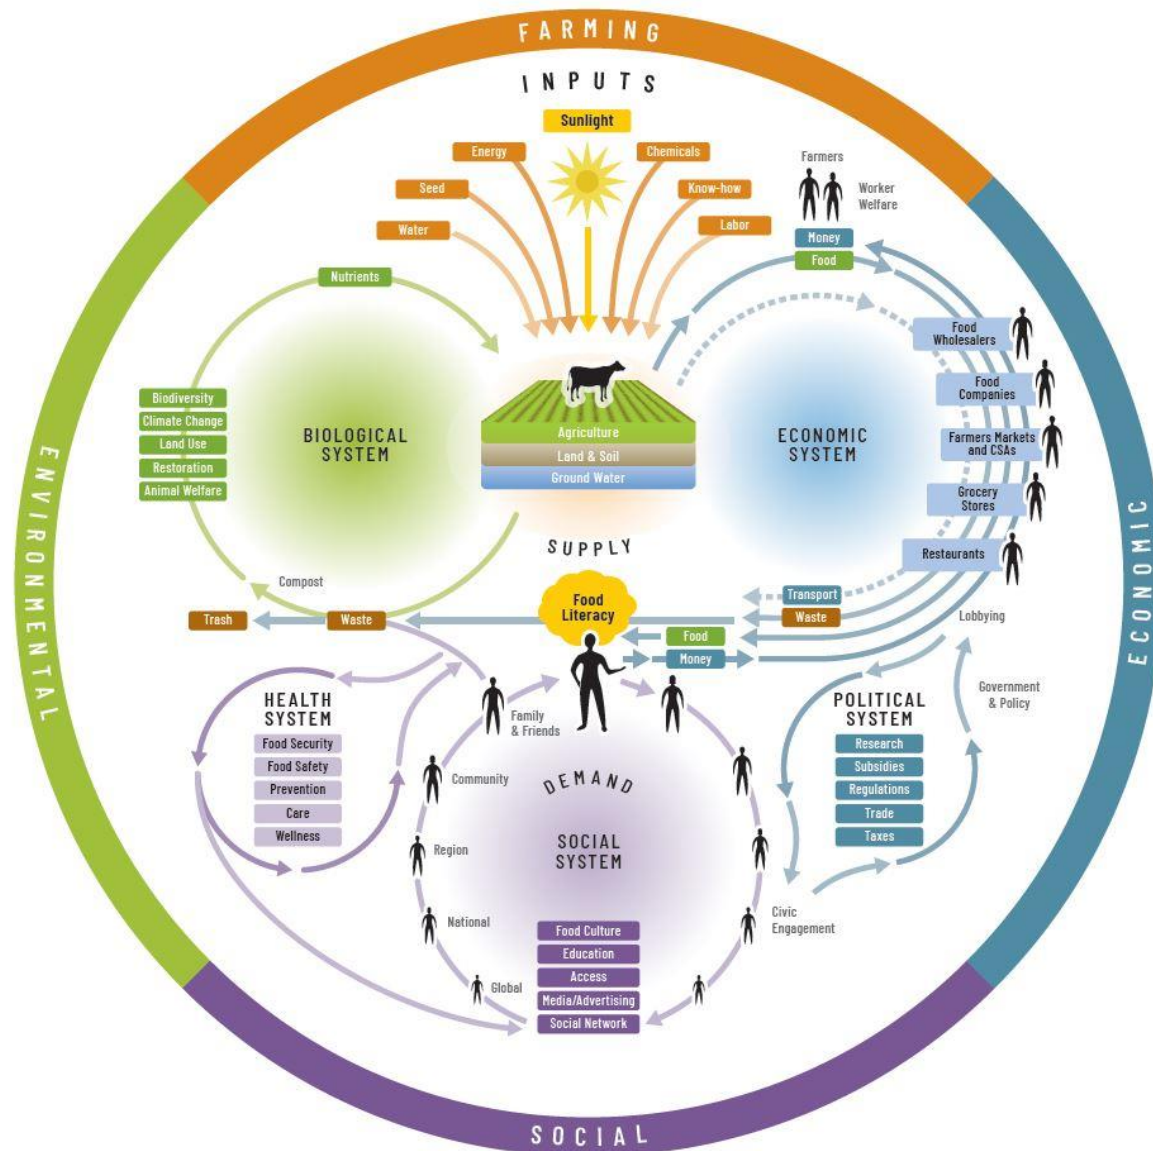 FARMING
INPUTS
Sunlight
Energy
Chemicals
Seed
Know-how
Water
Labor
Farmers
Worker
Welfare
Money
Food
Nutrients
Biodiversity
Climate Change
Land Use
Restoration
Animal Welfare
BIOLOGICAL
SYSTEM
Agriculture
Land & Soil
Ground Water
ECONOMIC
SYSTEM
Food
Wholesalers
Food
Companies
Farmers Markets
and CSAs
Grocery
Stores
Restaurants
SUPPLY
Compost
Trash
Waste
Food
Literacy
Transport
Waste
Food
Money
Lobbying
ENVIRONMENTAL
ECONOMIC
HEALTH
SYSTEM
Food Security
Food Safety
Prevention
Care
Wellness
Family
& Friends
Community
Region
National
Global
DEMAND
SOCIAL
SYSTEM
Food Culture
Education
Access
Media/Advertising
Social Network
POLITICAL
SYSTEM
Research
Subsidies
Regulations
Trade
Taxes
Government
& Policy
Civic
Engagement
SOCIAL